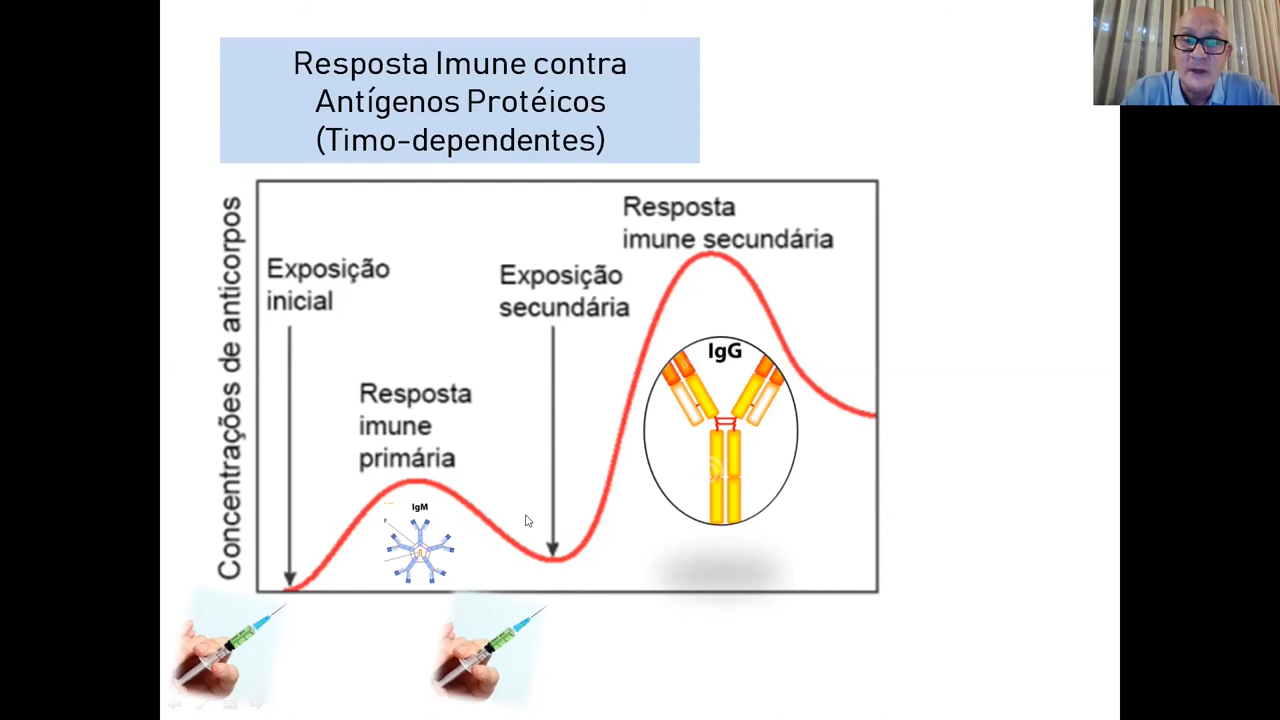 Resposta Imune contra
Antígenos Protéicos
(Timo-dependentes)
Concentrações de anticorpos
Exposição
inicial
Resposta
imune
primária
IgM
Exposição
secundária
Resposta
imune secundária
IgG